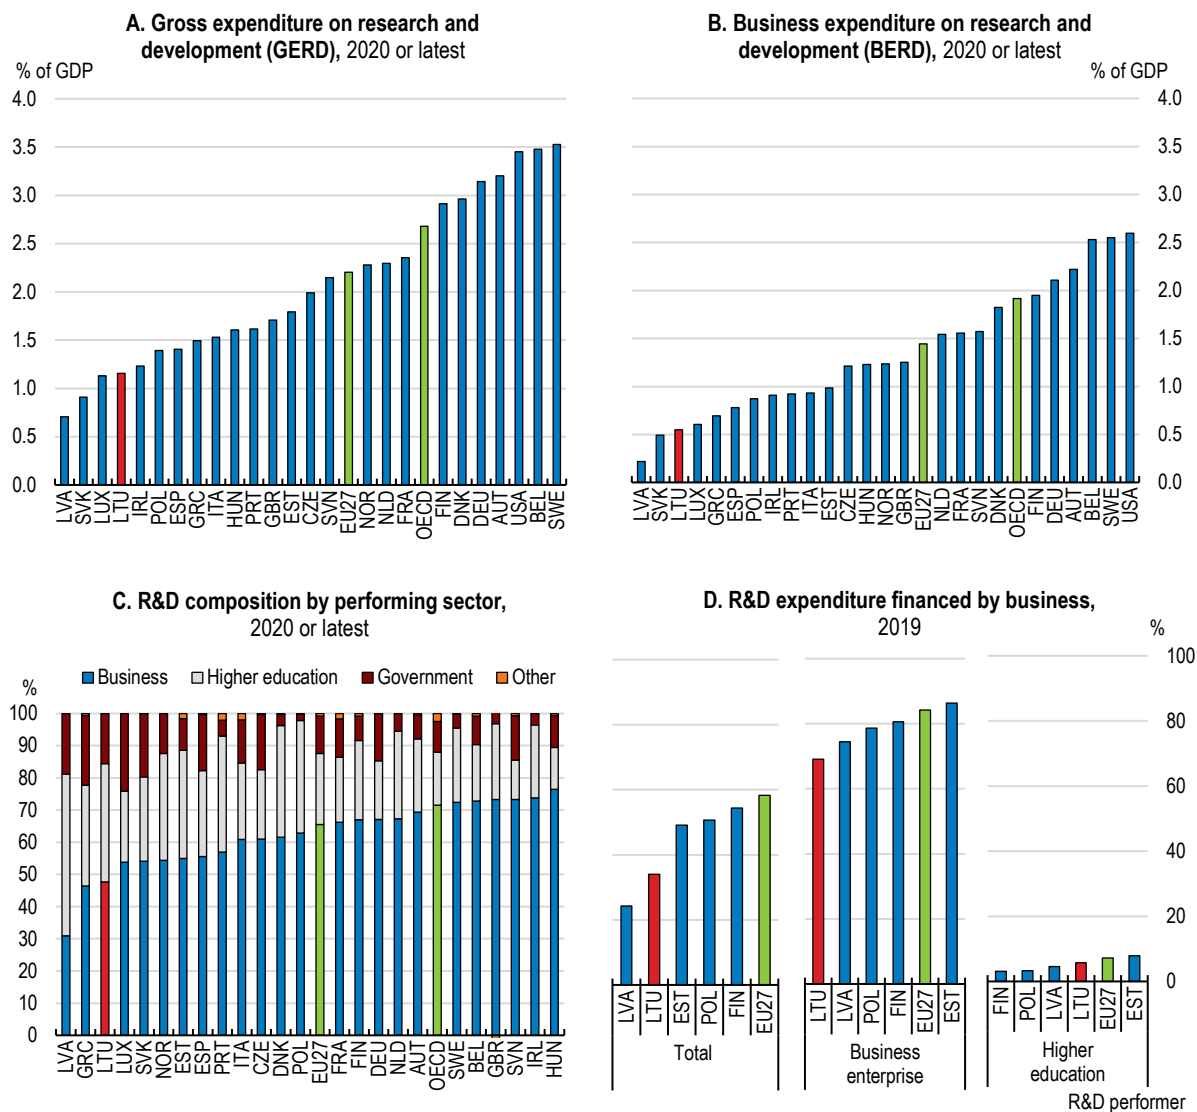 A. Gross expenditure on research and
development (GERD), 2020 or latest
% of GDP
4.0
3.5
3.0
2.5
2.0
1.5
1.0
0.5
0.0
LVA SVK LUX LTU IRL POL ESP GRC ITA HUN PRT GBR EST CZE SVN EU27 NOR NLD FRA OECD FIN DNK DEU AUT USA BEL SWE
B. Business expenditure on research and
development (BERD), 2020 or latest
% of GDP
4.0
3.5
3.0
2.5
2.0
1.5
1.0
0.5
0.0
LVA SVK LTU LUX GRC ESP POL IRL PRT ITA EST CZE HUN NOR GBR EU27 NLD FRA SVN DNK OECD FIN DEU AUT BEL SWE USA
C. R&D composition by performing sector,
2020 or latest
Business Higher education Government Other
%
100
90
80
70
60
50
40
30
20
10
0
LVA GRC LTU LUX SVK NOR EST ESP PRT ITA CZE DNK POL EU27 FRA FIN DEU NLD AUT OECD SWE BEL GBR SVN IRL HUN
D. R&D expenditure financed by business,
2019
%
100
80
60
40
20
0
LVA LTU EST POL FIN EU27
Total
LTU LVA POL FIN EU27 EST
Business
enterprise
FIN POL LVA LTU EU27 EST
Higher
education
R&D performer